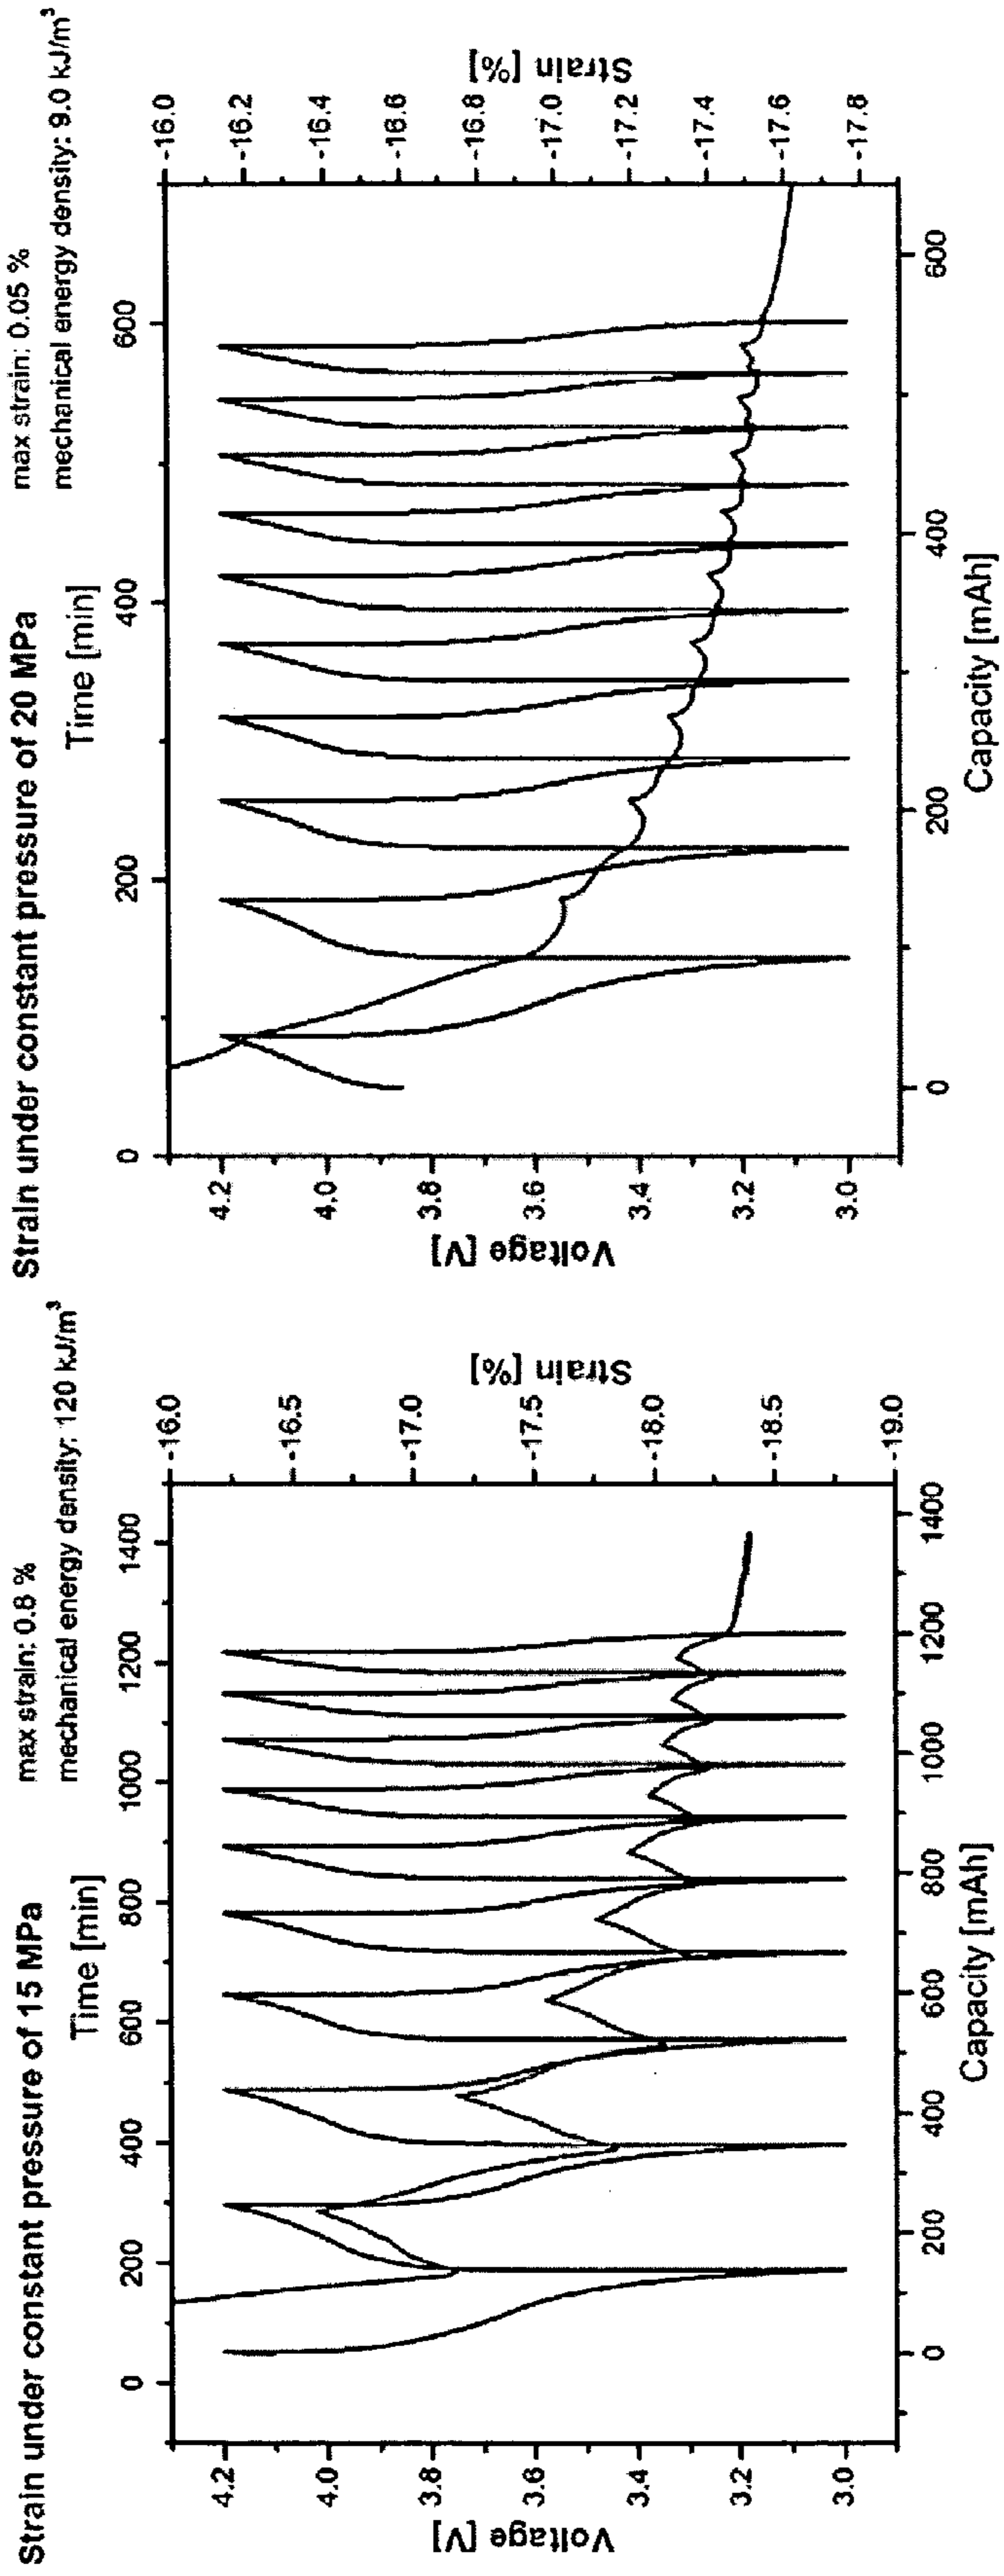 Strain under constant pressure of 15 MPa
max strain: 0.8 %
mechanical energy density: 120 kJ/m³
Time [min]
0 200 400 600 800 1000 1200 1400
Voltage [V]
4.2
4.0
3.8
3.6
3.4
3.2
3.0
Strain [%]
-16.0
-16.5
-17.0
-17.5
-18.0
-18.5
-19.0
0 200 400 600 800 1000 1200 1400
Capacity [mAh]
Strain under constant pressure of 20 MPa
max strain: 0.05 %
mechanical energy density: 9.0 kJ/m³
Time [min]
0 200 400 600
Voltage [V]
4.2
4.0
3.8
3.6
3.4
3.2
3.0
Strain [%]
-16.0
-16.2
-16.4
-16.6
-16.8
-17.0
-17.2
-17.4
-17.6
-17.8
0 200 400 600
Capacity [mAh]